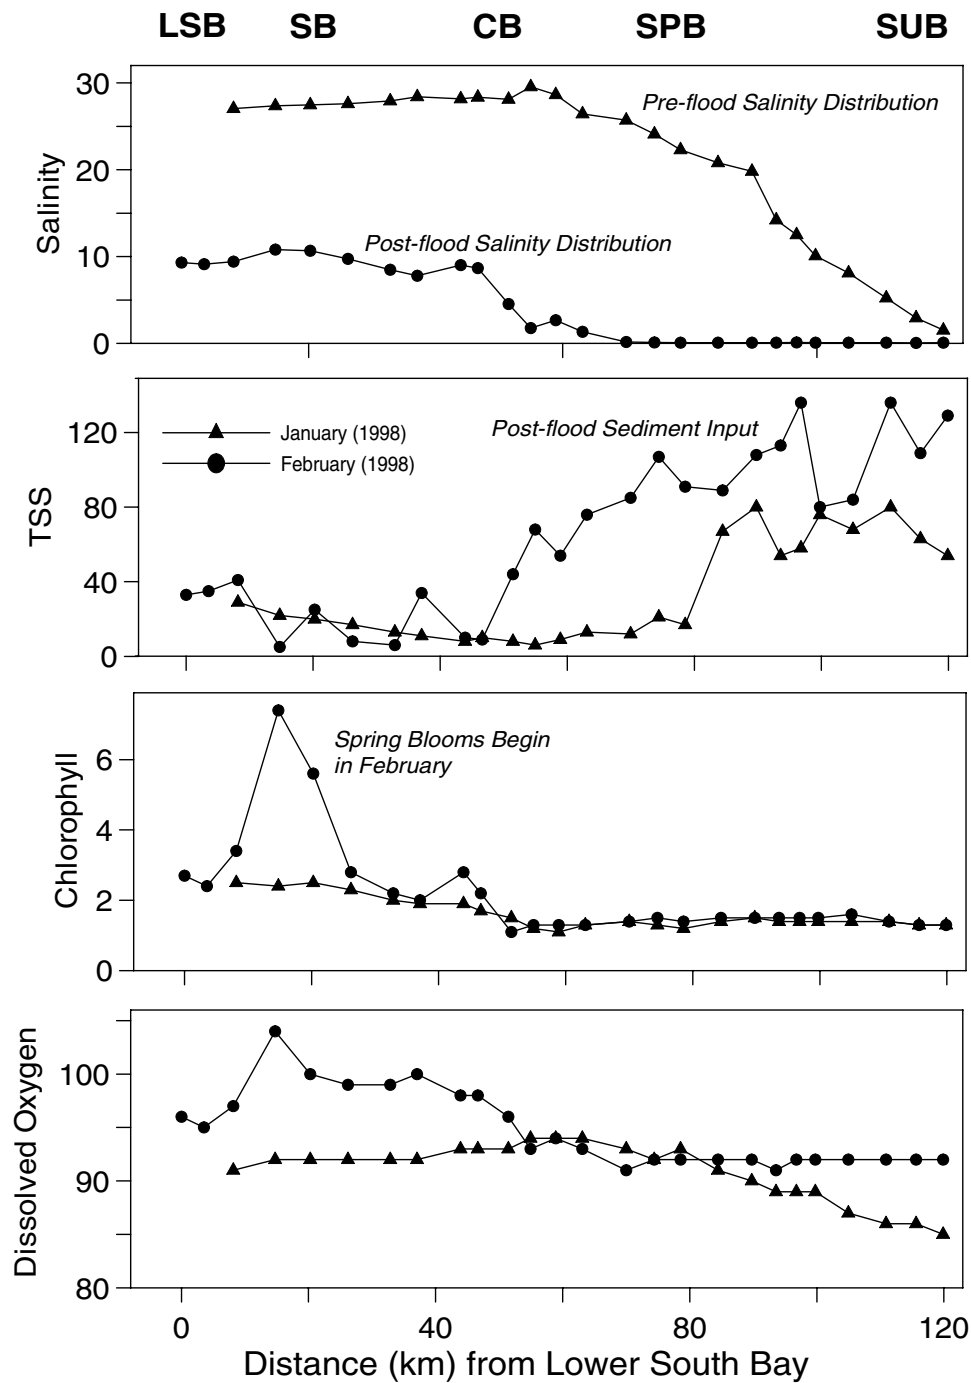 LSB SB CB SPB SUB
30
20
10
0
Salinity
Pre-flood Salinity Distribution
Post-flood Salinity Distribution
120
80
40
0
TSS
January (1998)
February (1998)
Post-flood Sediment Input
6
4
2
0
Chlorophyll
Spring Blooms Begin
in February
100
90
80
Dissolved Oxygen
0 40 80 120
Distance (km) from Lower South Bay